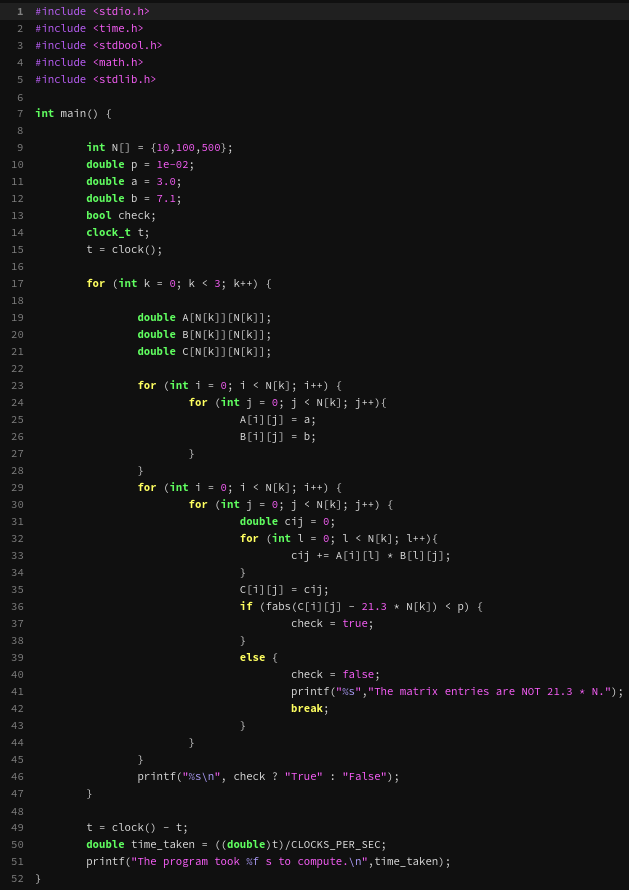 1 #include <stdio.h>
2 #include <time.h>
3 #include <stdbool.h>
4 #include <math.h>
5 #include <stdlib.h>
6
7 int main() {
8
9         int N[] = {10,100,500};
10         double p = 1e-02;
11         double a = 3.0;
12         double b = 7.1;
13         bool check;
14         clock_t t;
15         t = clock();
16
17         for (int k = 0; k < 3; k++) {
18
19                 double A[N[k]][N[k]];
20                 double B[N[k]][N[k]];
21                 double C[N[k]][N[k]];
22
23                 for (int i = 0; i < N[k]; i++) {
24                         for (int j = 0; j < N[k]; j++){
25                                 A[i][j] = a;
26                                 B[i][j] = b;
27                         }
28                 }
29                 for (int i = 0; i < N[k]; i++) {
30                         for (int j = 0; j < N[k]; j++) {
31                                 double cij = 0;
32                                 for (int l = 0; l < N[k]; l++){
33                                         cij += A[i][l] * B[l][j];
34                                 }
35                                 C[i][j] = cij;
36                                 if (fabs(C[i][j] - 21.3 * N[k]) < p) {
37                                         check = true;
38                                 }
39                                 else {
40                                         check = false;
41                                         printf("%s","The matrix entries are NOT 21.3 * N.");
42                                         break;
43                                 }
44                         }
45                 }
46                 printf("%s\n", check ? "True" : "False");
47         }
48
49         t = clock() - t;
50         double time_taken = ((double)t)/CLOCKS_PER_SEC;
51         printf("The program took %f s to compute.\n",time_taken);
52 }